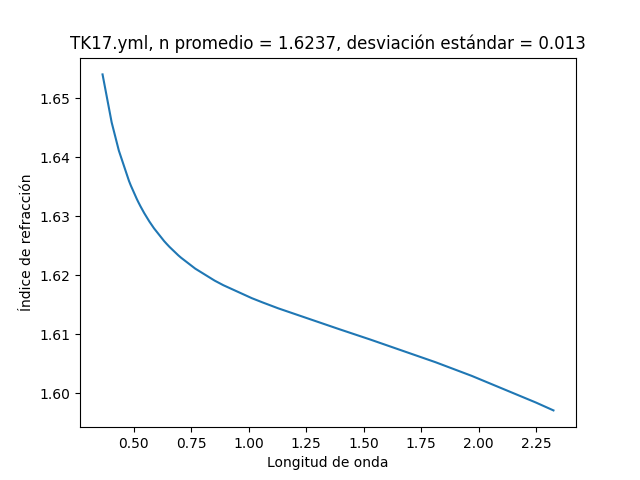 TK17.yml, n promedio = 1.6237, desviación estándar = 0.013
1.65
1.64
1.63
1.62
1.61
1.60
Índice de refracción
0.50 0.75 1.00 1.25 1.50 1.75 2.00 2.25
Longitud de onda